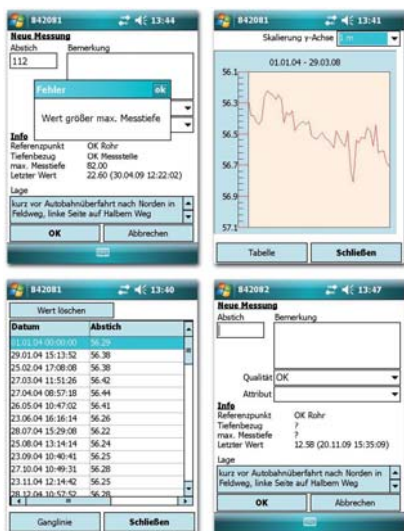 842081 13:44
Neue Messung
Abstich Bemerkung
112
Fehler ok
Wert größer max. Messtiefe
Info
Referenzpunkt OK Rohr
Tiefenbezug OK Messstelle
max. Messtiefe 82.00
Letzter Wert 22.60 (30.04.09 12:22:02)
Lage
kurz vor Autobahnüberfahrt nach Norden in
Feldweg, linke Seite auf Halbem Weg
OK Abbrechen
842081 13:41
Skalierung y-Achse 1 m
01.01.04 - 29.03.08
56.1
56.3
56.5
56.7
56.9
57.1
Tabelle Schließen
842081 13:40
Wert löschen
Datum Abstich
01.01.04 00:00:00 56.29
29.01.04 15:13:52 56.38
25.02.04 17:08:08 56.38
27.03.04 11:51:26 56.42
27.04.04 08:57:18 56.44
26.05.04 10:47:02 56.41
23.06.04 16:16:14 56.26
28.07.04 15:29:08 56.22
25.08.04 13:14:14 56.24
23.09.04 10:40:41 56.25
27.10.04 10:49:31 56.28
23.11.04 12:14:42 56.25
28.12.04 10:57:52 56.28
Ganglinie Schließen
842082 13:47
Neue Messung
Abstich Bemerkung
Qualität OK
Attribut
Info
Referenzpunkt OK Rohr
Tiefenbezug ?
max. Messtiefe ?
Letzter Wert 12.58 (20.11.09 15:35:09)
Lage
kurz vor Autobahnüberfahrt nach Norden in
Feldweg, linke Seite auf Halbem Weg
OK Abbrechen